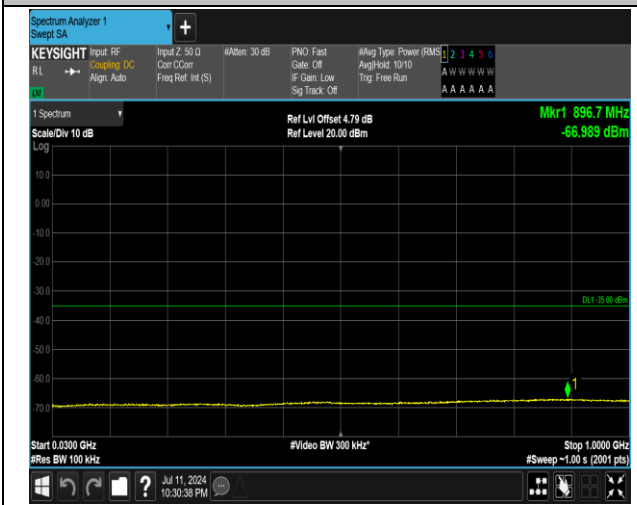 Spectrum Analyzer 1
Swept SA
+
KEYSIGHT Input: RF Input Z: 50 Ω #Atten: 30 dB PNO: Fast #Avg Type: Power (RMS 1 2 3 4 5 6
RL Coupling: DC Corr CCorr Gate: Off Avg|Hold: 10/10 A W W W W W
Align: Auto Freq Ref: Int (S) IF Gain: Low Trig: Free Run
LXI Sig Track: Off A A A A A A
1 Spectrum Ref Lvl Offset 4.79 dB Mkr1 896.7 MHz
Scale/Div 10 dB Ref Level 20.00 dBm -66.989 dBm
Log
10.0
0.00
-10.0
-20.0
-30.0
DL1 -35.00 dBm
-40.0
-50.0
-60.0
1
-70.0
Start 0.0300 GHz #Video BW 300 kHz* Stop 1.0000 GHz
#Res BW 100 kHz #Sweep ~1.00 s (2001 pts)
? Jul 11, 2024
10:30:38 PM